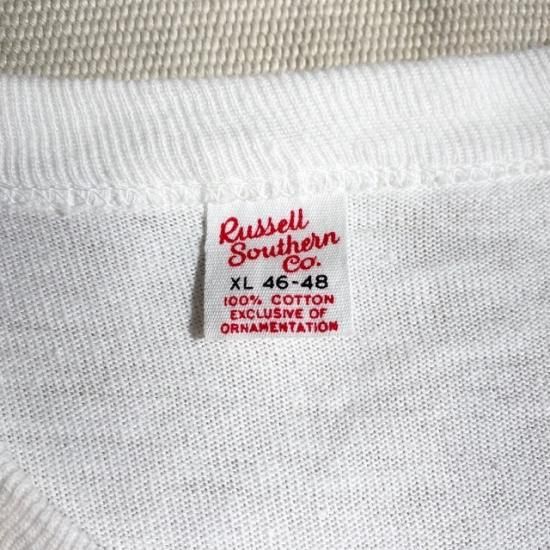 Russell
Southern
Co.
XL 46-48
100% COTTON
EXCLUSIVE OF
ORNAMENTATION